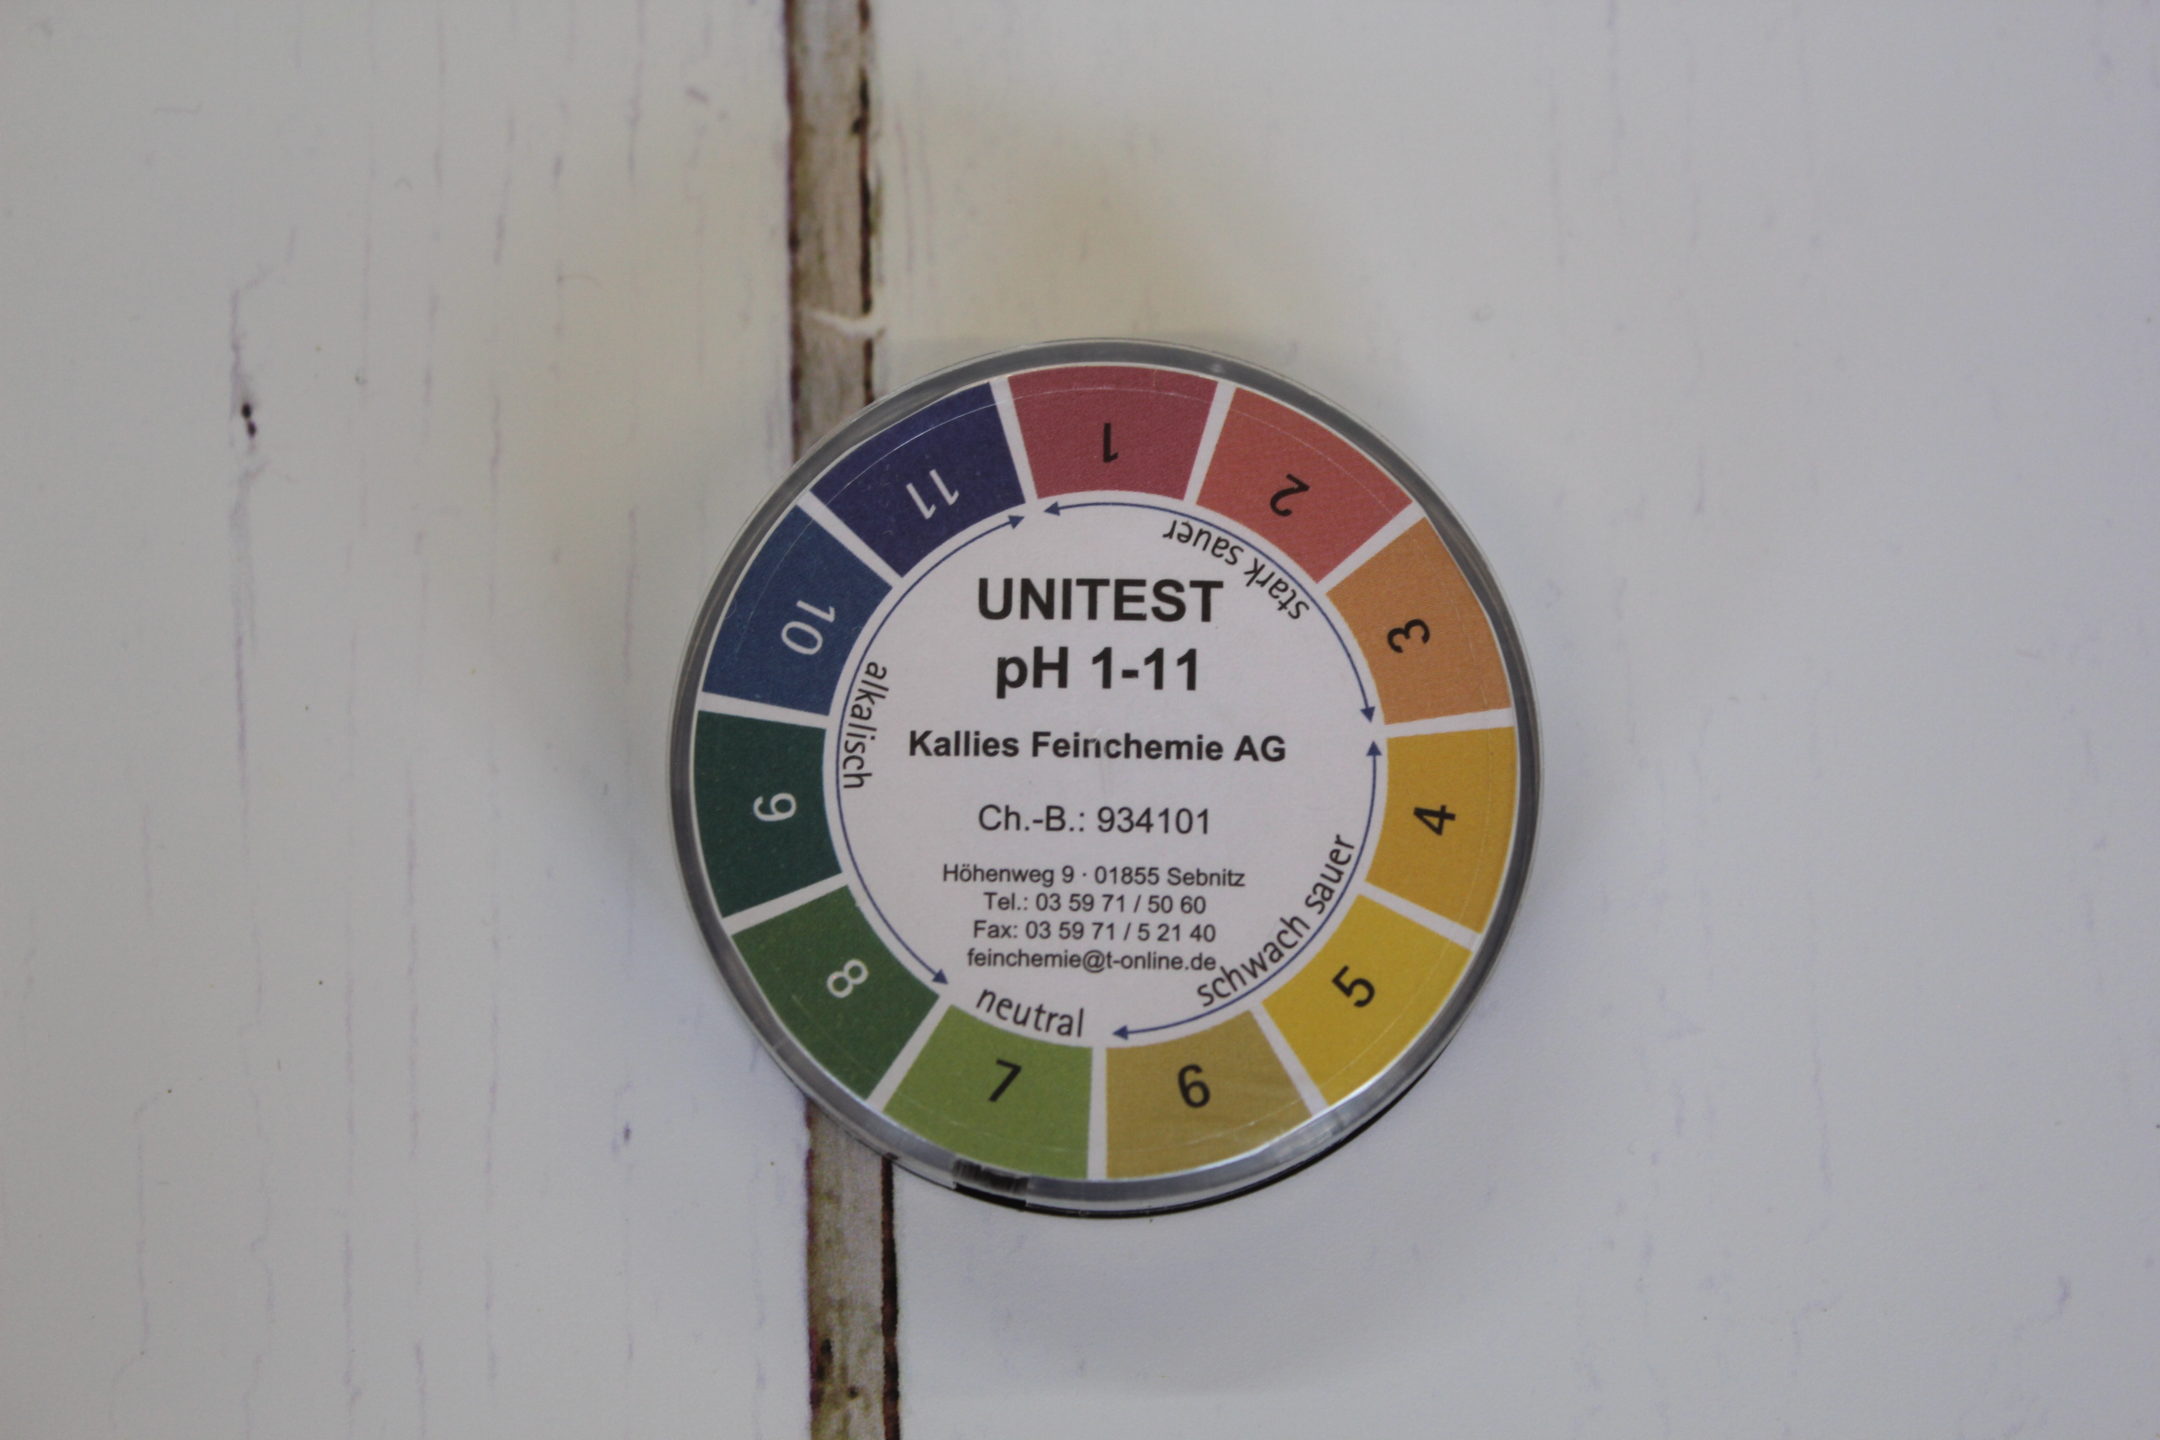 UNITEST
pH 1-11
Kallies Feinchemie AG
Ch.-B.: 934101
Höhenweg 9 · 01855 Sebnitz
Tel.: 03 59 71 / 50 60
Fax: 03 59 71 / 5 21 40
feinchemie@t-online.de
stark sauer
schwach sauer
neutral
alkalisch
1
2
3
4
5
6
7
8
9
10
11